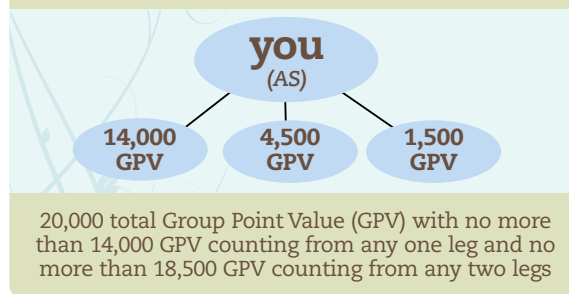 you
(AS)
14,000 4,500 1,500
GPV GPV GPV
20,000 total Group Point Value (GPV) with no more
than 14,000 GPV counting from any one leg and no
more than 18,500 GPV counting from any two legs